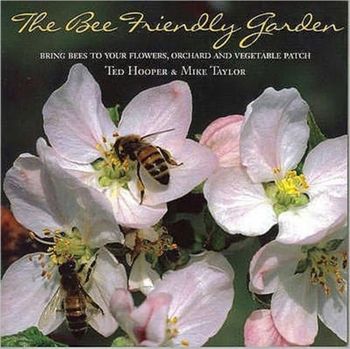 The Bee Friendly Garden
BRING BEES TO YOUR FLOWERS, ORCHARD AND VEGETABLE PATCH
TED HOOPER & MIKE TAYLOR